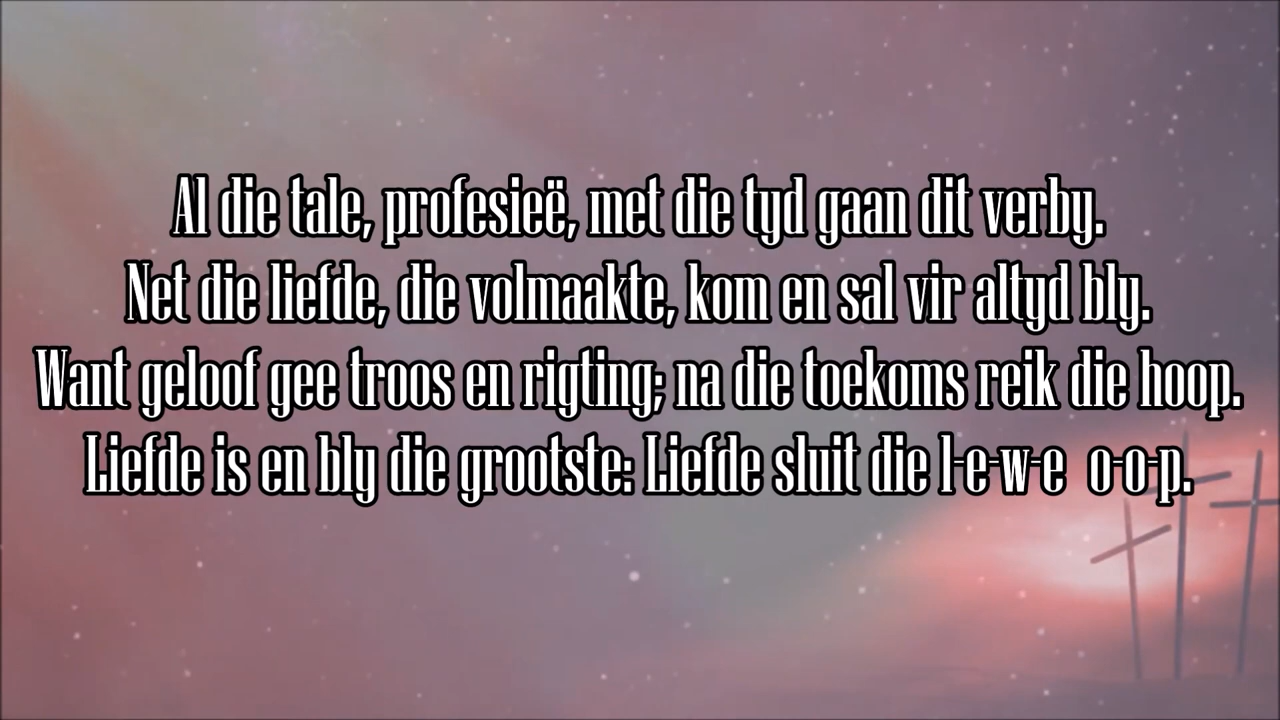 Al die tale, profesieë, met die tyd gaan dit verby.
Net die liefde, die volmaakte, kom en sal vir altyd bly.
Want geloof gee troos en rigting; na die toekoms reik die hoop.
Liefde is en bly die grootste: Liefde sluit die l-e-w-e o-o-p.